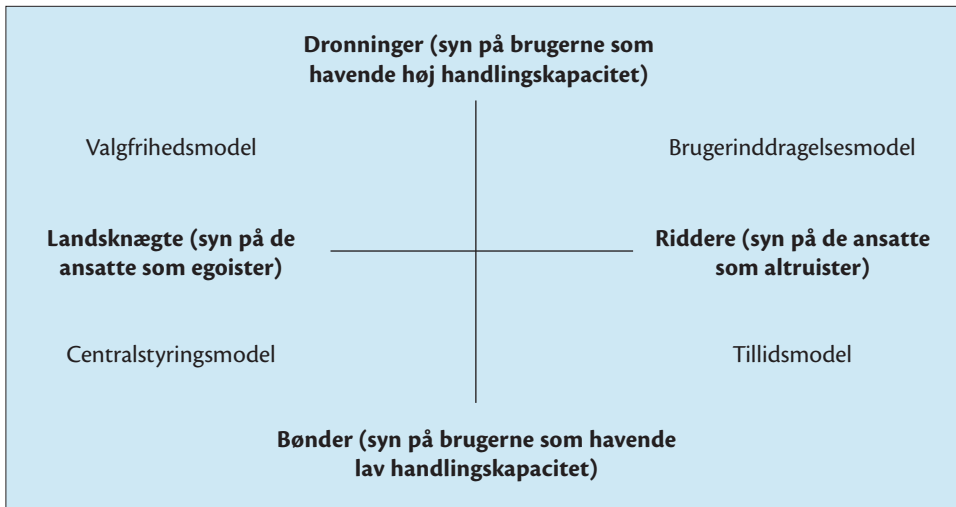 Dronninger (syn på brugerne som
havende høj handlingskapacitet)
Valgfrihedsmodel
Brugerinddragelsesmodel
Landsknægte (syn på de
ansatte som egoister)
Riddere (syn på de ansatte
som altruister)
Centralstyringsmodel
Tillidsmodel
Bønder (syn på brugerne som havende
lav handlingskapacitet)